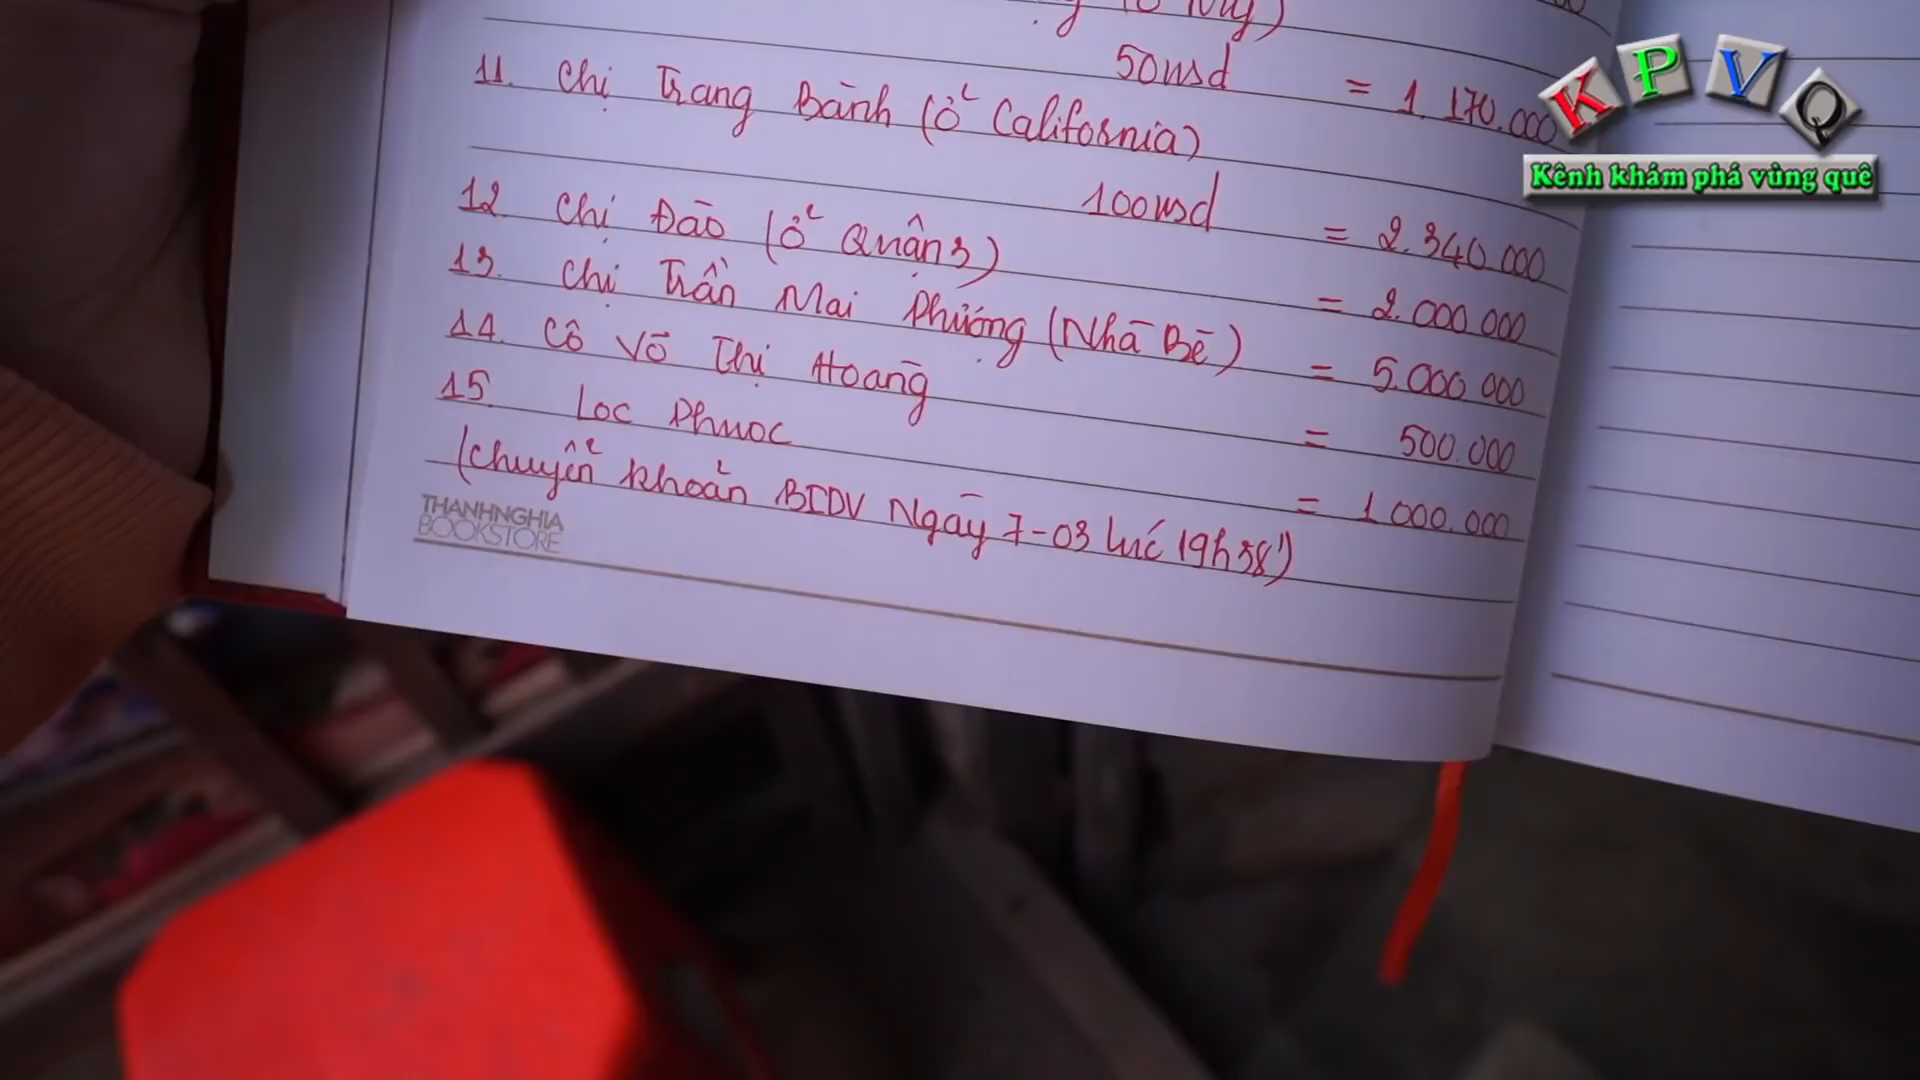 50usd = 1.170.000
11. Chị Trang Bành (ở California)
100usd = 2.340.000
12 Chị Đào (ở Quận 3) = 2.000.000
13. Chị Trần Mai Phương (Nhà Bè) = 5.000.000
14. Cô Võ Thị Hoàng = 500.000
15 Loc Phuoc = 1000.000
(chuyển khoản BIDV Ngày 7-03 lúc 19h38')
THANHNGHIA
BOOKSTORE
KPVQ
Kênh khám phá vùng quê